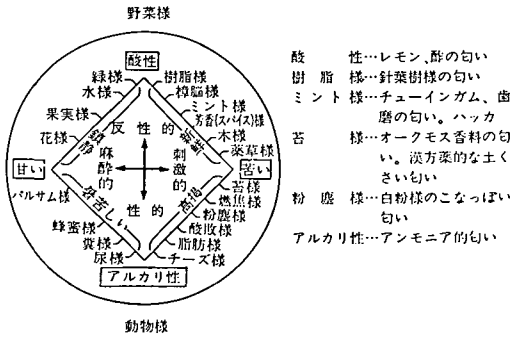 野菜様
酸性
緑様 樹脂様
水様 樟脳様
果実様 ミント様
芳香(スパイス)様
花様 木様
薬草様
鎮静
反性的
麻酔的
刺激的
甘い
苦い
バルサム様 苔様
燃焦様
性的
高揚
蜂蜜様 粉塵様
酸敗様
糞様 脂肪様
尿様 チーズ様
アルカリ性
動物様
酸性…レモン、酢の匂い
樹脂様…針葉樹様の匂い
ミント様…チューインガム、歯
磨の匂い。ハッカ
苔様…オークモス香料の匂
い。漢方薬的な土く
さい匂い
粉塵様…白粉様のこなっぽい
匂い
アルカリ性…アンモニア的匂い